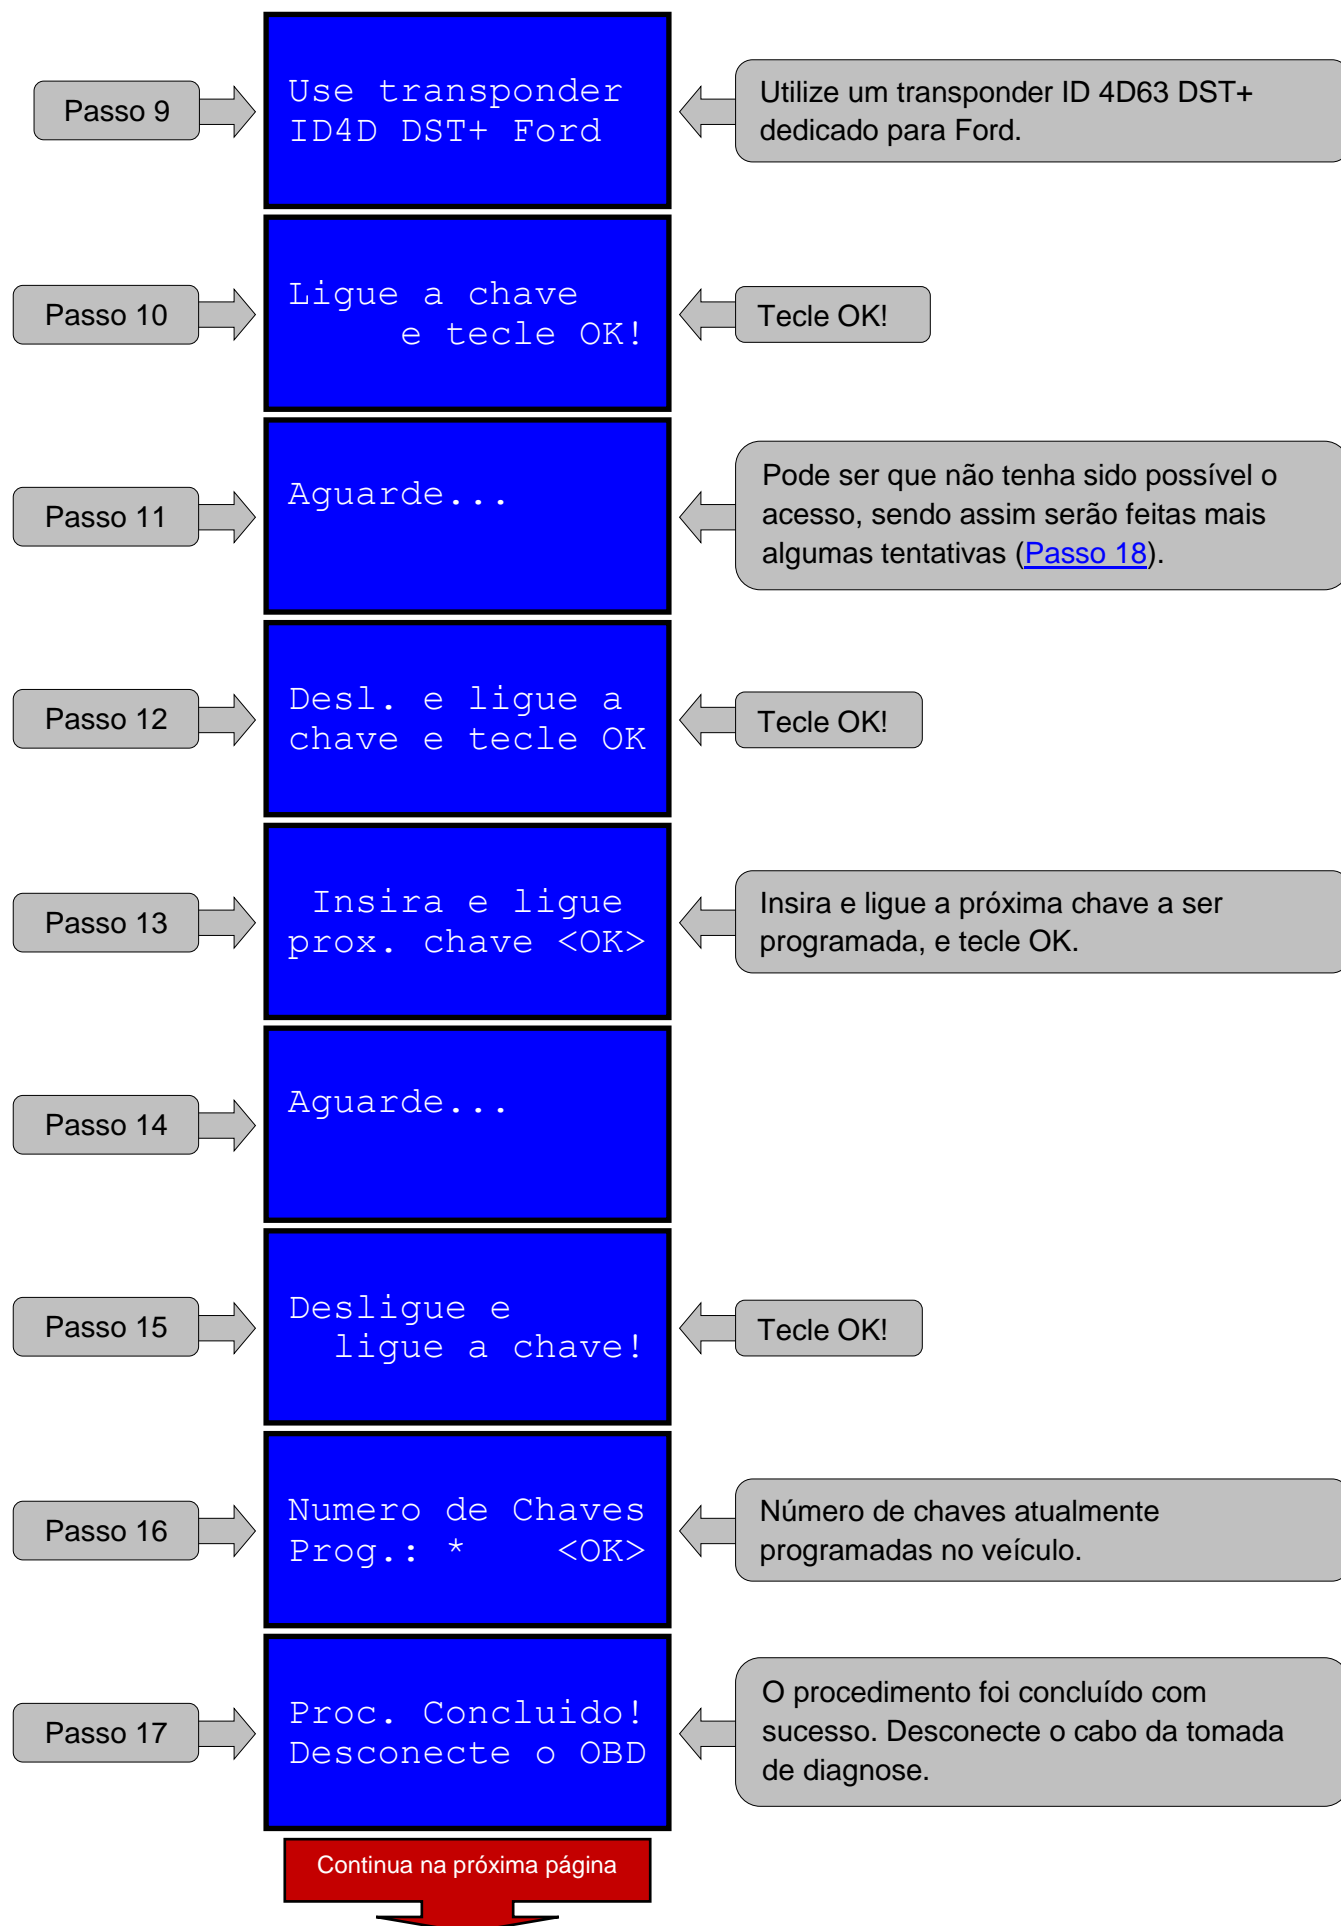 Passo 9
Use transponder
ID4D DST+ Ford
Utilize um transponder ID 4D63 DST+
dedicado para Ford.
Passo 10
Ligue a chave
e tecle OK!
Tecle OK!
Passo 11
Aguarde...
Pode ser que não tenha sido possível o
acesso, sendo assim serão feitas mais
algumas tentativas (Passo 18).
Passo 12
Desl. e ligue a
chave e tecle OK
Tecle OK!
Passo 13
Insira e ligue
prox. chave <OK>
Insira e ligue a próxima chave a ser
programada, e tecle OK.
Passo 14
Aguarde...
Passo 15
Desligue e
ligue a chave!
Tecle OK!
Passo 16
Numero de Chaves
Prog.: * <OK>
Número de chaves atualmente
programadas no veículo.
Passo 17
Proc. Concluido!
Desconecte o OBD
O procedimento foi concluído com
sucesso. Desconecte o cabo da tomada
de diagnose.
Continua na próxima página